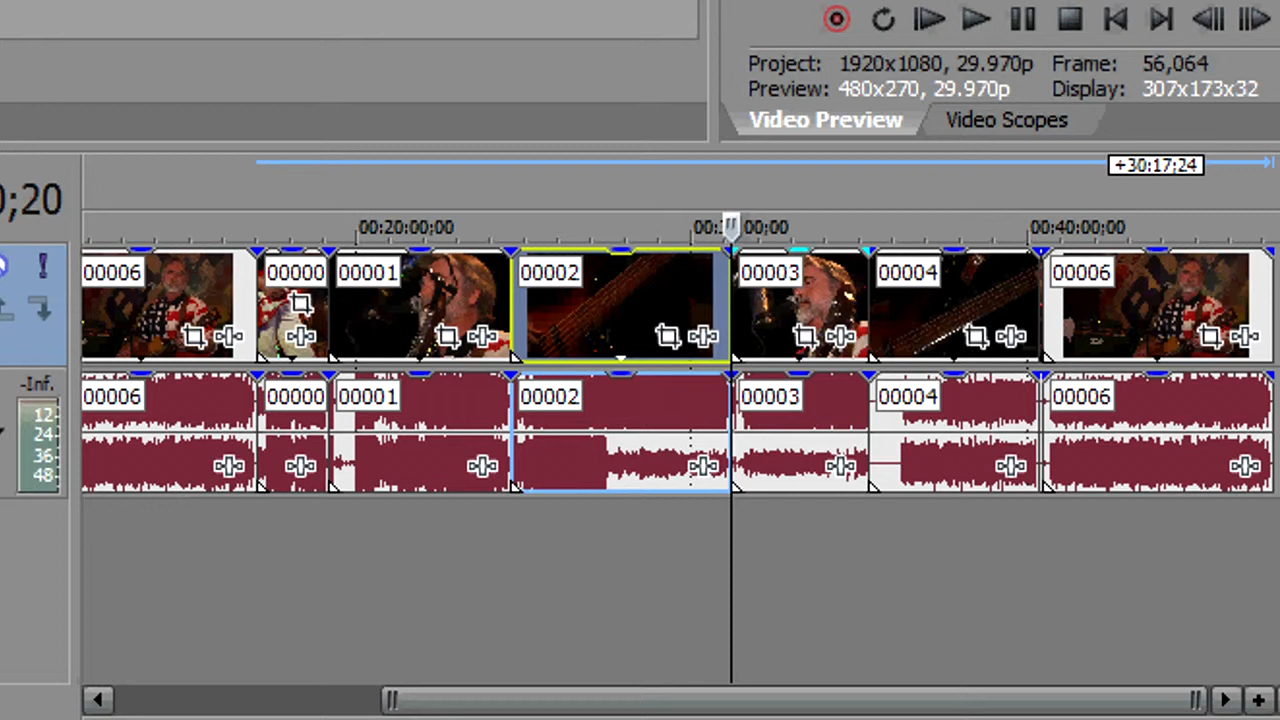 Project: 1920x1080, 29.970p Frame: 56,064
Preview: 480x270, 29.970p Display: 307x173x32
Video Preview Video Scopes
+30:17;24
;20
00:20:00;00 00: 00;00 00:40:00;00
00006 00000 00001 00002 00003 00004 00006
-Inf.
00006 00000 00001 00002 00003 00004 00006
12
24
36
48